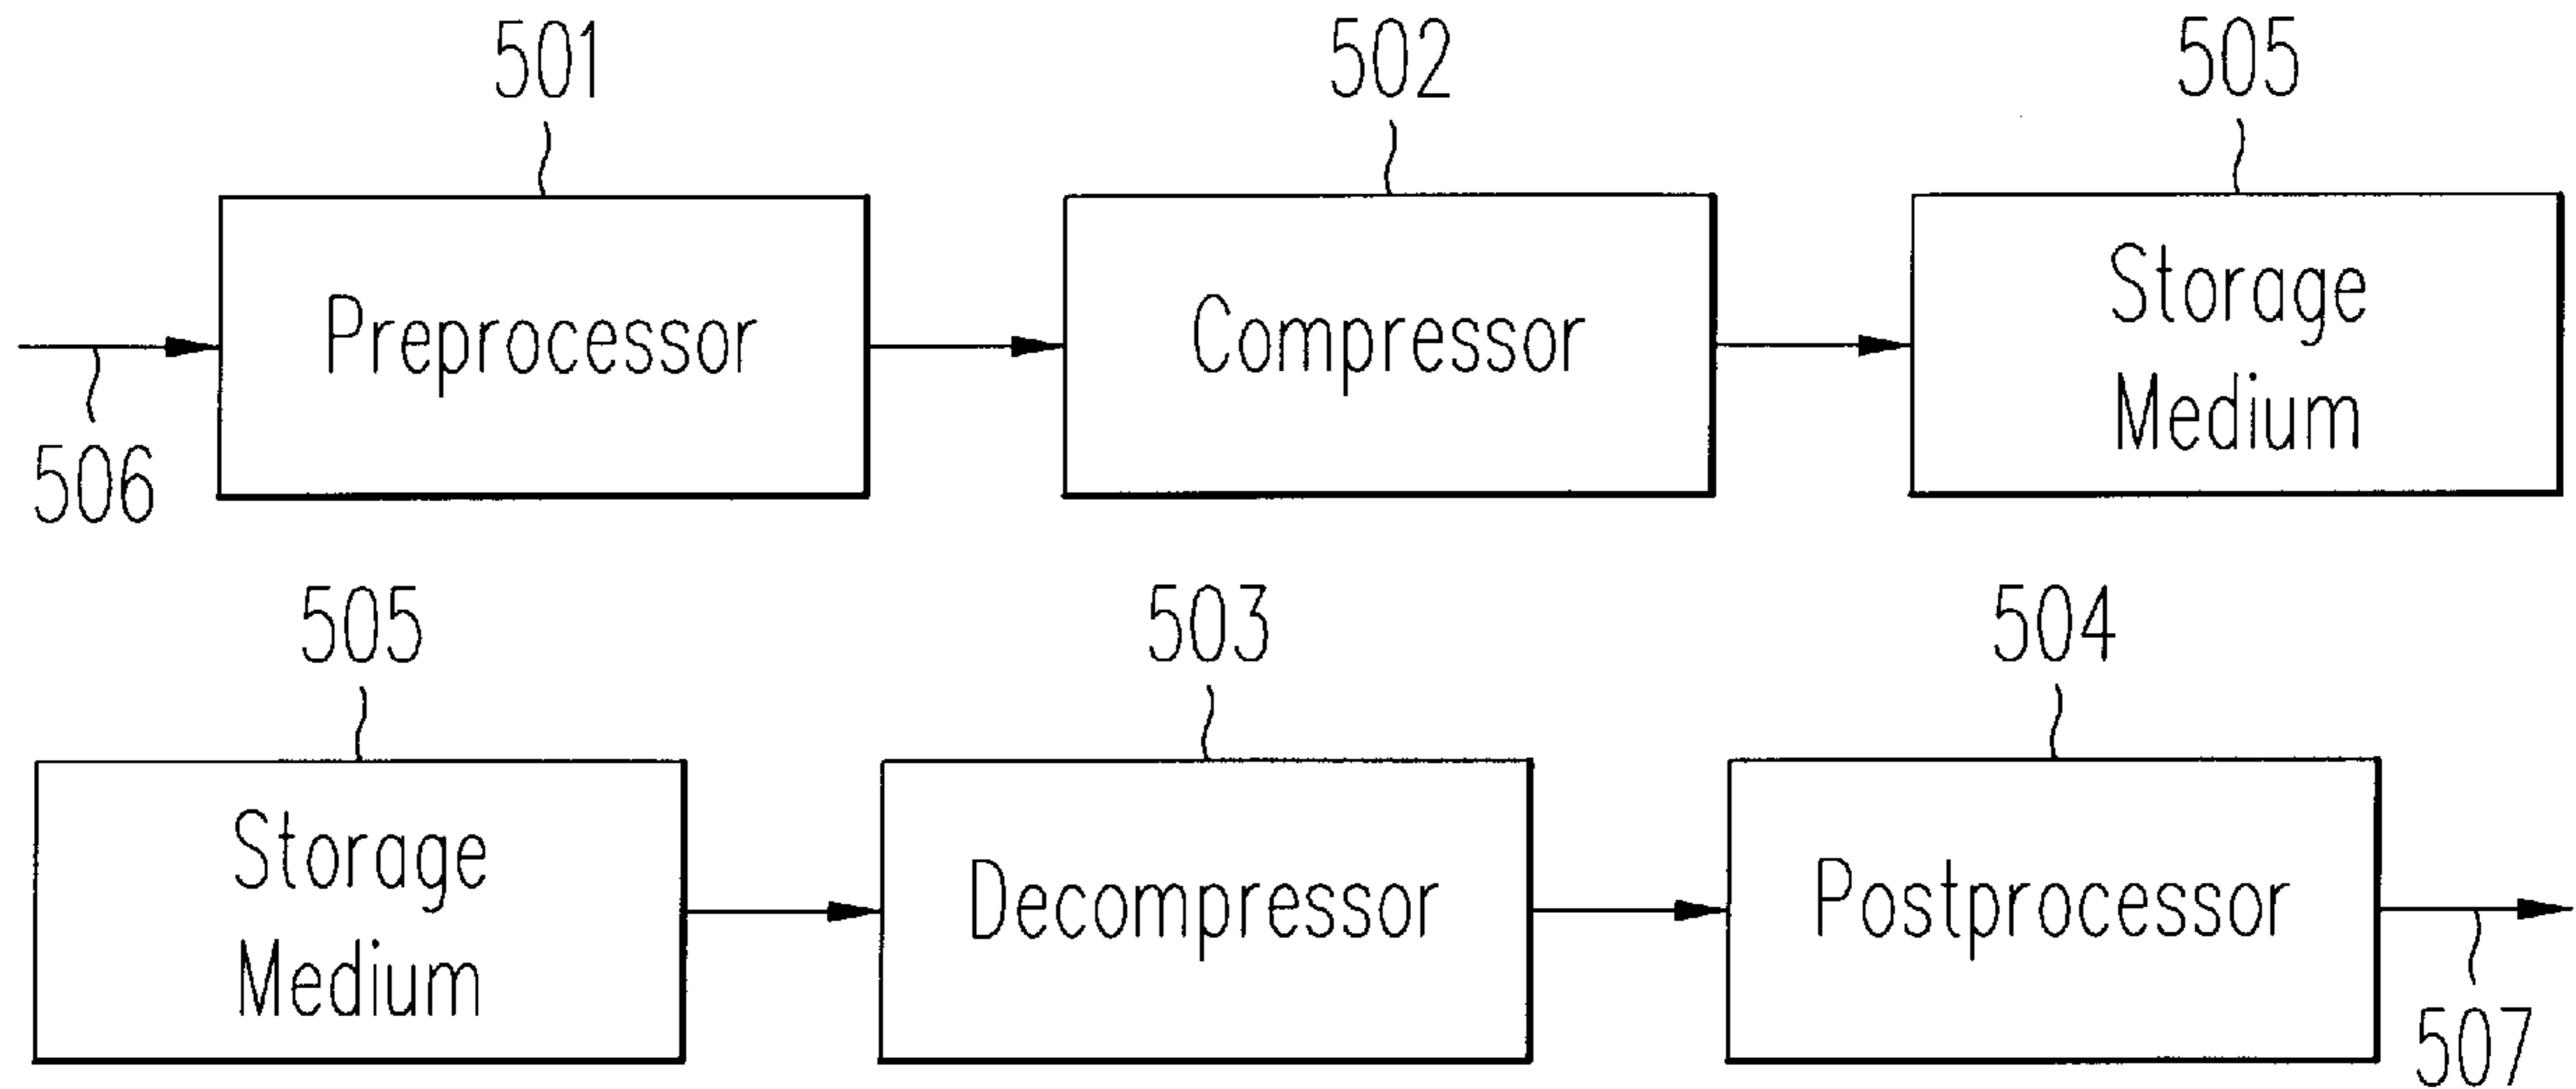 501
502
505
Preprocessor
Compressor
Storage
Medium
506
505
503
504
Storage
Medium
Decompressor
Postprocessor
507